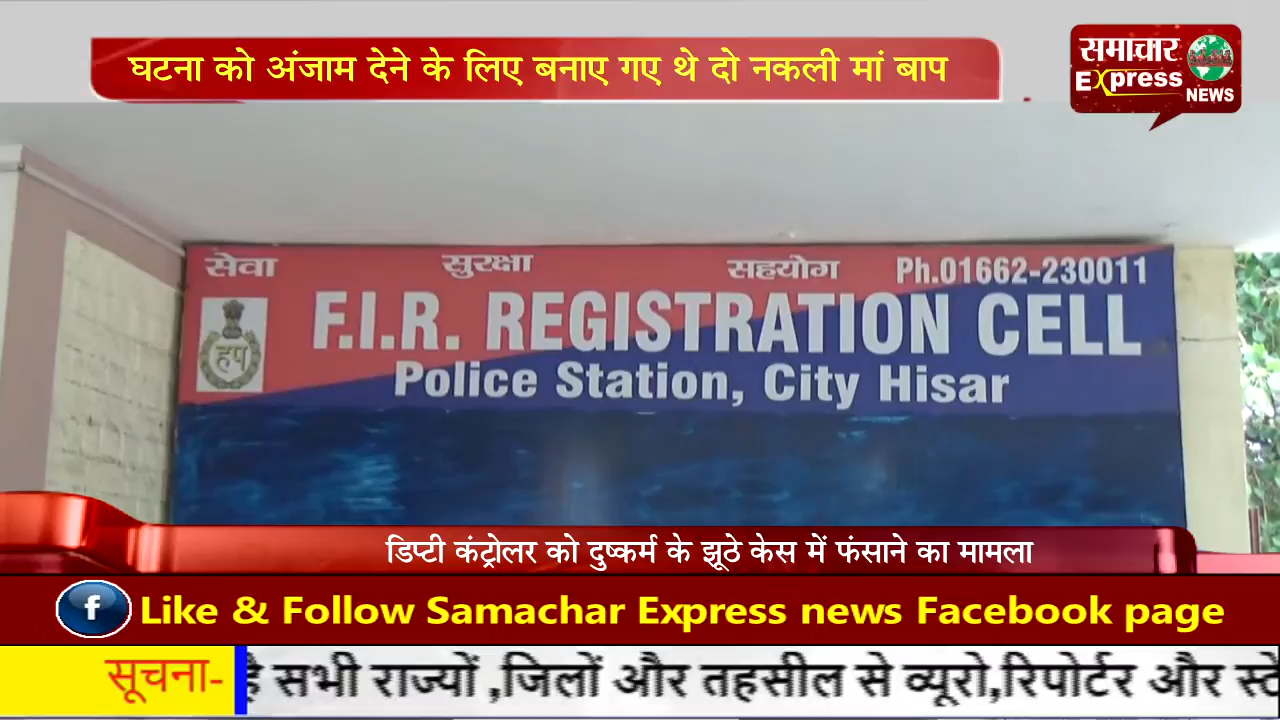 घटना को अंजाम देने के लिए बनाए गए थे दो नकली मां बाप
समाचार
Express
NEWS
सेवा सुरक्षा सहयोग Ph.01662-230011
हप
F.I.R. REGISTRATION CELL
Police Station, City Hisar
डिप्टी कंट्रोलर को दुष्कर्म के झूठे केस में फंसाने का मामला
f Like & Follow Samachar Express news Facebook page
सूचना- है सभी राज्यों ,जिलों और तहसील से व्यूरो,रिपोर्टर और